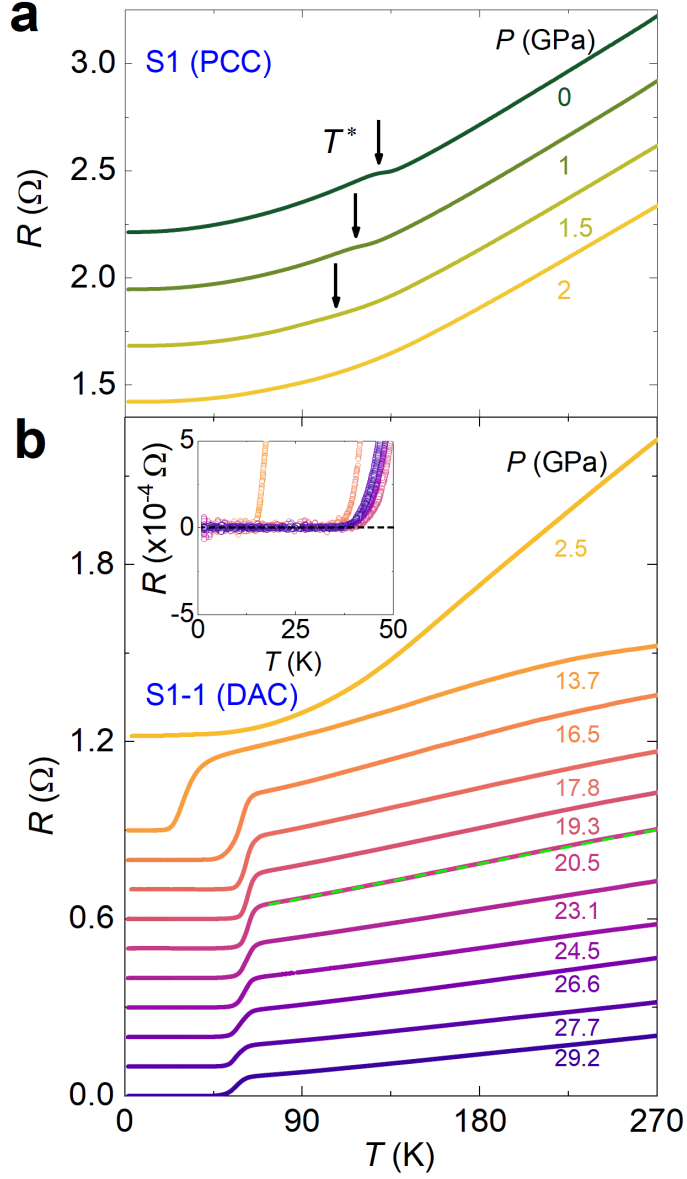 a
S1 (PCC)
P (GPa)
3.0
0
T*
2.5
1
R (Ω)
1.5
2.0
2
1.5
b
P (GPa)
5
R (x10-4 Ω)
0
-5
0
25
50
T (K)
2.5
1.8
S1-1 (DAC)
13.7
1.2
16.5
R (Ω)
17.8
19.3
20.5
0.6
23.1
24.5
26.6
27.7
29.2
0.0
0
90
180
270
T (K)